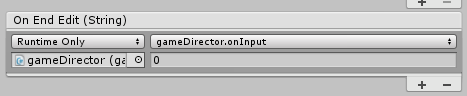 On End Edit (String)
Runtime Only gameDirector.onInput
gameDirector (ga 0